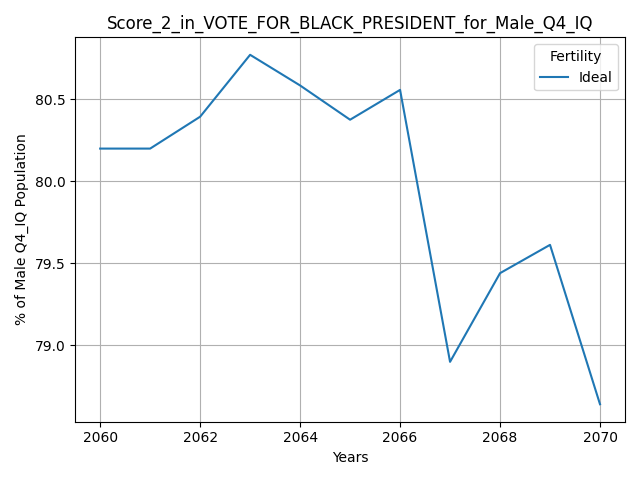 Score_2_in_VOTE_FOR_BLACK_PRESIDENT_for_Male_Q4_IQ
Fertility
Ideal
% of Male Q4_IQ Population
80.5
80.0
79.5
79.0
2060
2062
2064
2066
2068
2070
Years